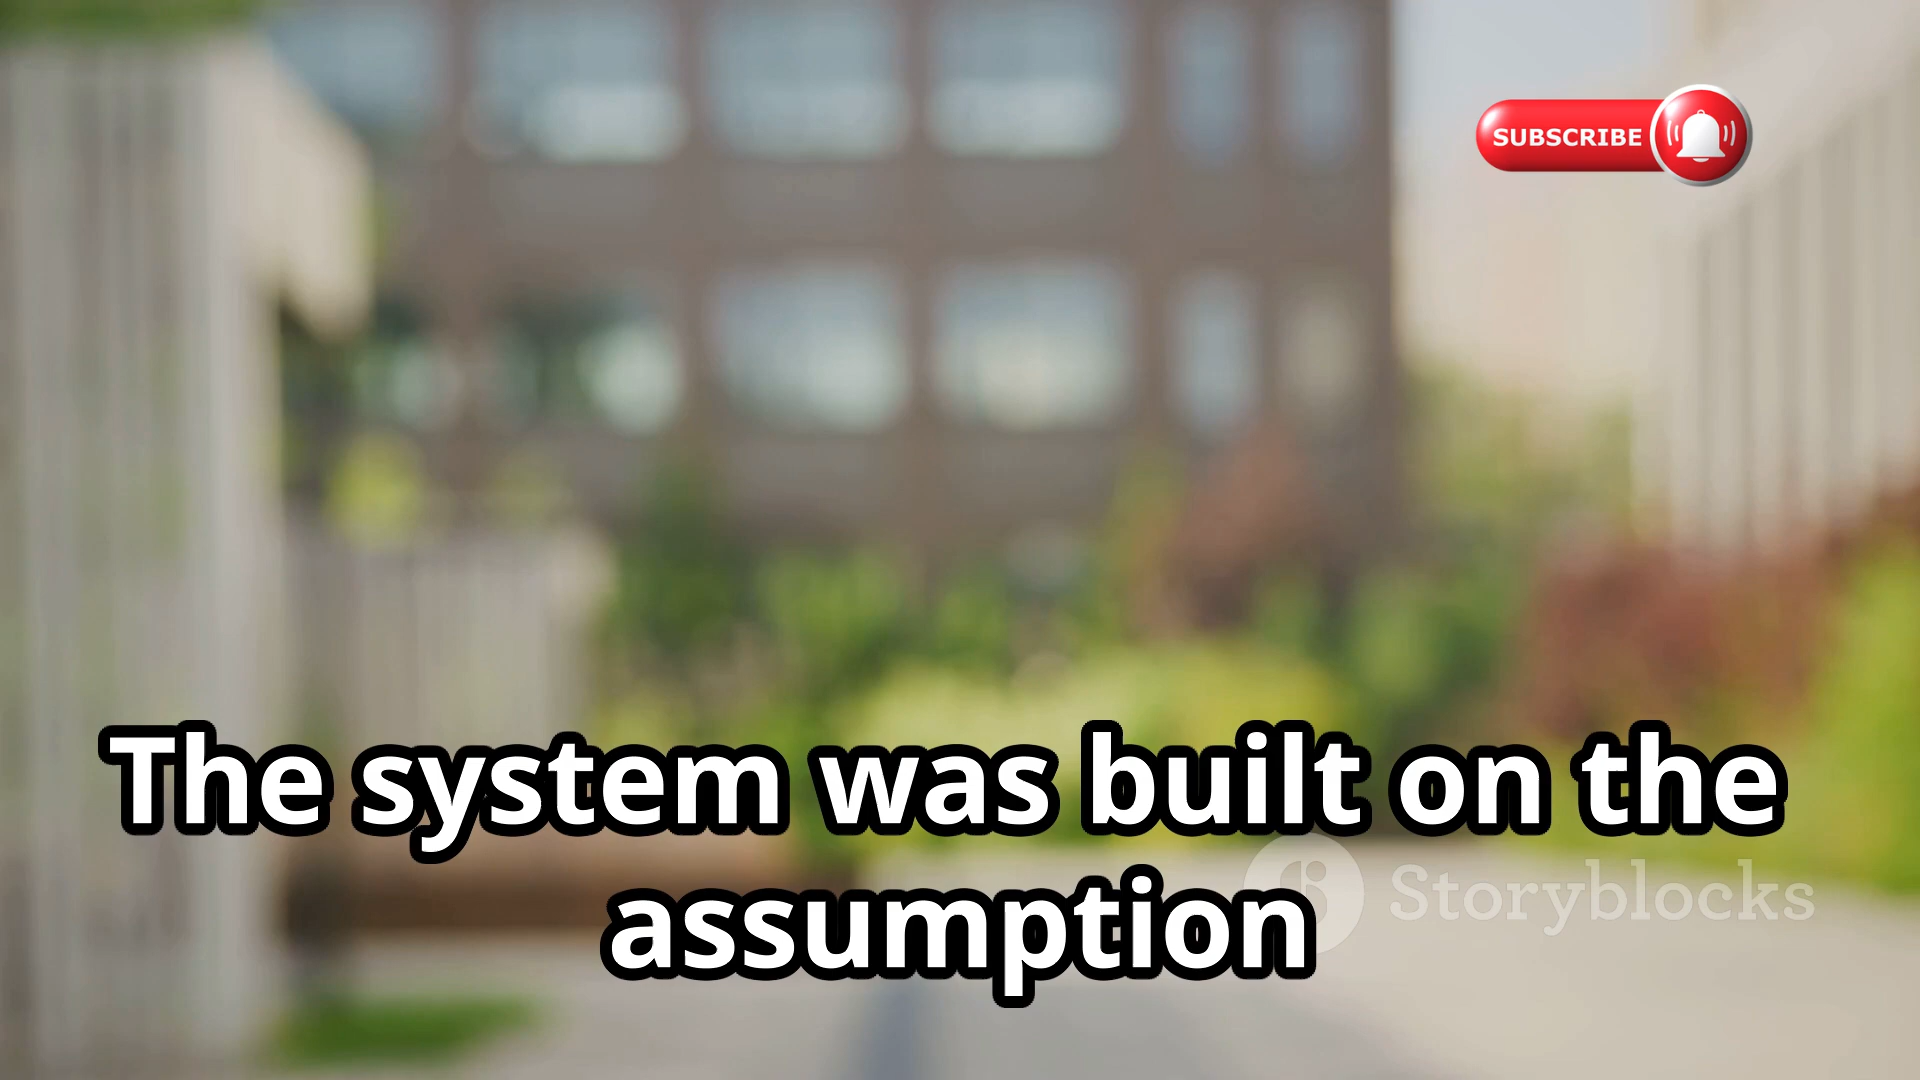 SUBSCRIBE
The system was built on the
assumption
Storyblocks